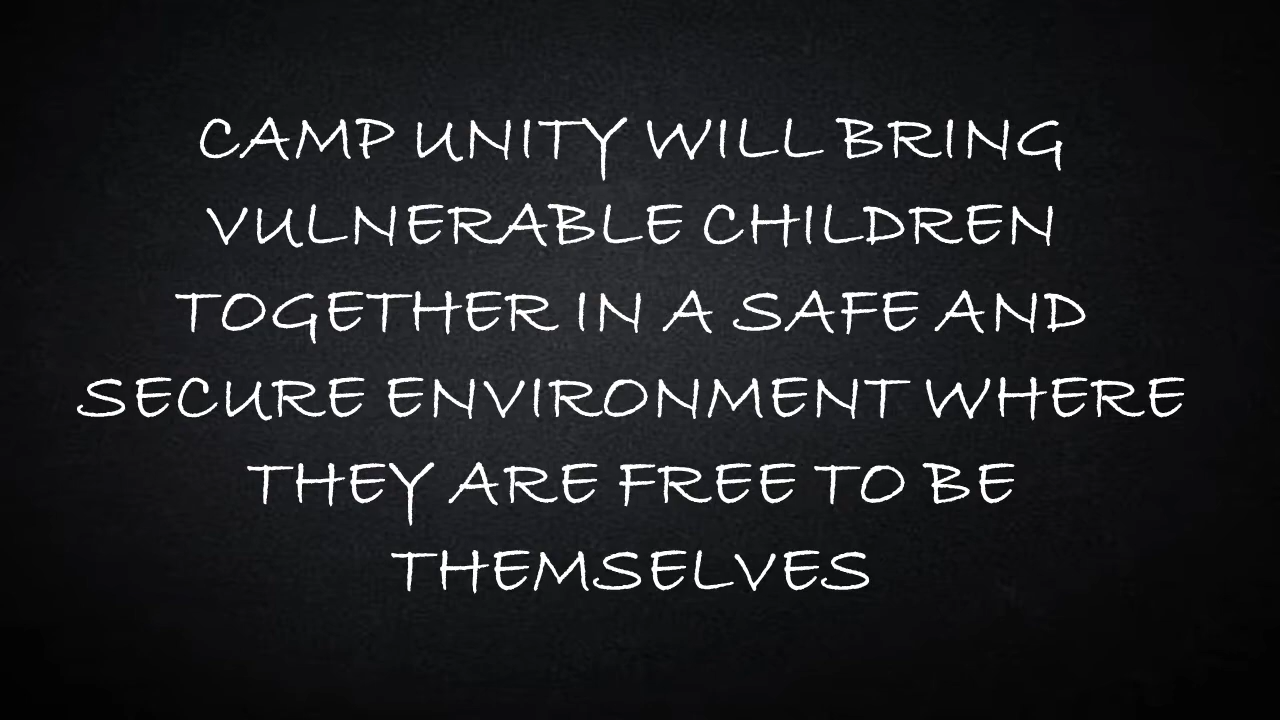 CAMP UNITY WILL BRING
VULNERABLE CHILDREN
TOGETHER IN A SAFE AND
SECURE ENVIRONMENT WHERE
THEY ARE FREE TO BE
THEMSELVES